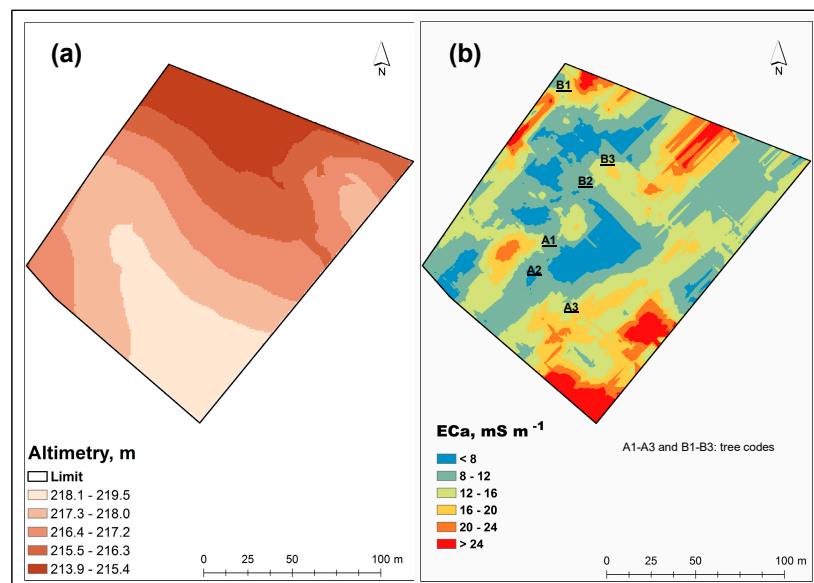 (a)
N
Altimetry, m
Limit
218.1 - 219.5
217.3 - 218.0
216.4 - 217.2
215.5 - 216.3
213.9 - 215.4
0 25 50 100 m
(b)
N
B1
B3
B2
A1
A2
A3
ECa, mS m -1
A1-A3 and B1-B3: tree codes
< 8
8 - 12
12 - 16
16 - 20
20 - 24
> 24
0 25 50 100 m